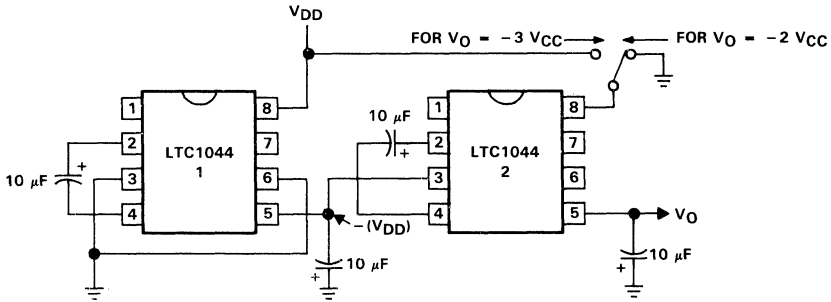 VDD
FOR VO = −3 VCC
FOR VO = −2 VCC
1
8
2
7
3
6
4
5
LTC1044
1
10 μF
+
−(VDD)
10 μF
+
1
8
2
7
3
6
4
5
LTC1044
2
10 μF
+
VO
10 μF
+